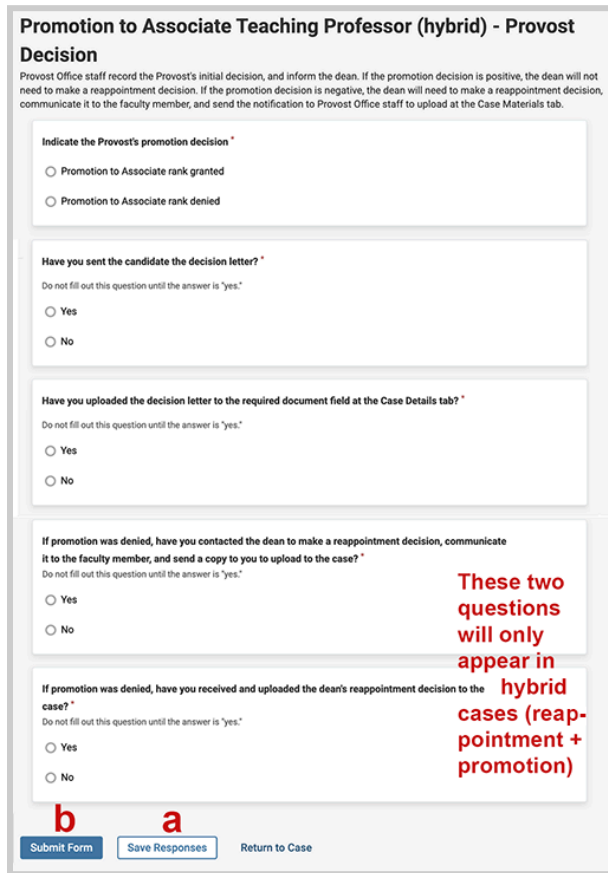 Promotion to Associate Teaching Professor (hybrid) - Provost
Decision
Provost Office staff record the Provost's initial decision, and inform the dean. If the promotion decision is positive, the dean will not
need to make a reappointment decision. If the promotion decision is negative, the dean will need to make a reappointment decision,
communicate it to the faculty member, and send the notification to Provost Office staff to upload at the Case Materials tab.
Indicate the Provost's promotion decision *
Promotion to Associate rank granted
Promotion to Associate rank denied
Have you sent the candidate the decision letter? *
Do not fill out this question until the answer is "yes."
Yes
No
Have you uploaded the decision letter to the required document field at the Case Details tab? *
Do not fill out this question until the answer is "yes."
Yes
No
If promotion was denied, have you contacted the dean to make a reappointment decision, communicate
it to the faculty member, and send a copy to you to upload to the case? *
Do not fill out this question until the answer is "yes."
Yes
No
If promotion was denied, have you received and uploaded the dean's reappointment decision to the
case? *
Do not fill out this question until the answer is "yes."
Yes
No
These two
questions
will only
appear in
hybrid
cases (reap-
pointment +
promotion)
b
a
Submit Form
Save Responses
Return to Case